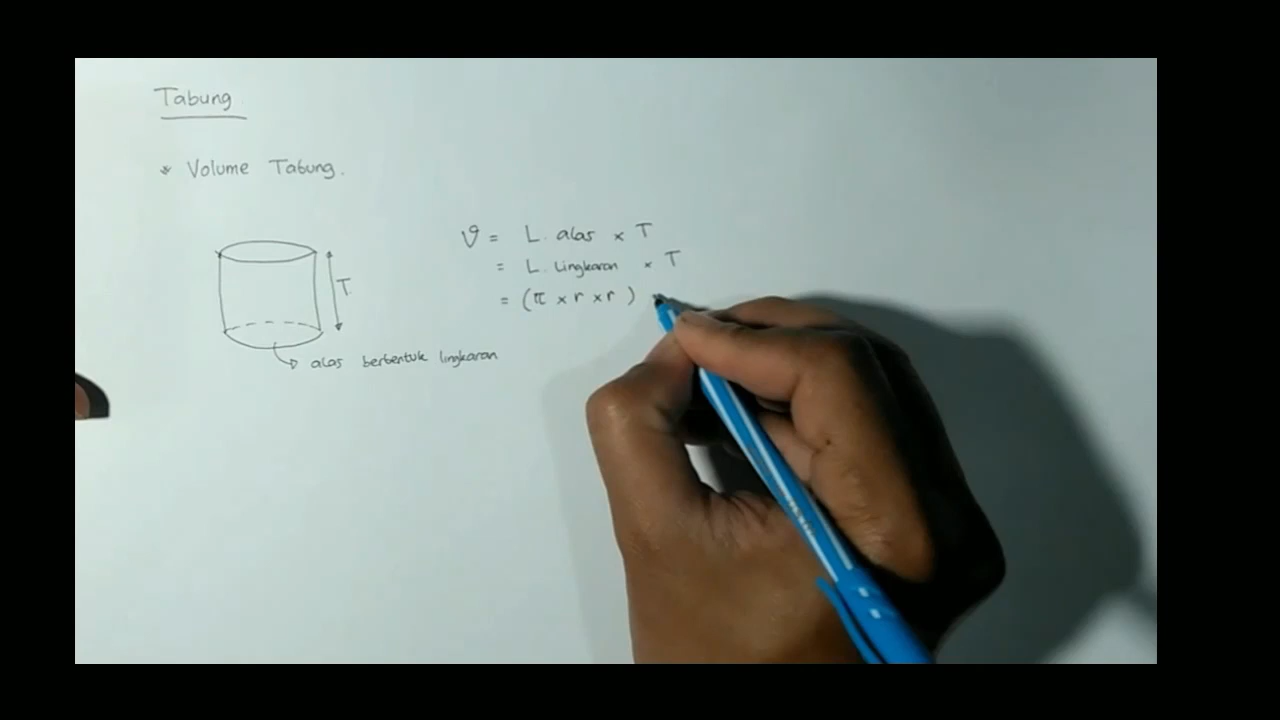 Tabung
* Volume Tabung.
V = L. alas × T
= L. Lingkaran × T
T
= (π × r × r)
alas berbentuk lingkaran